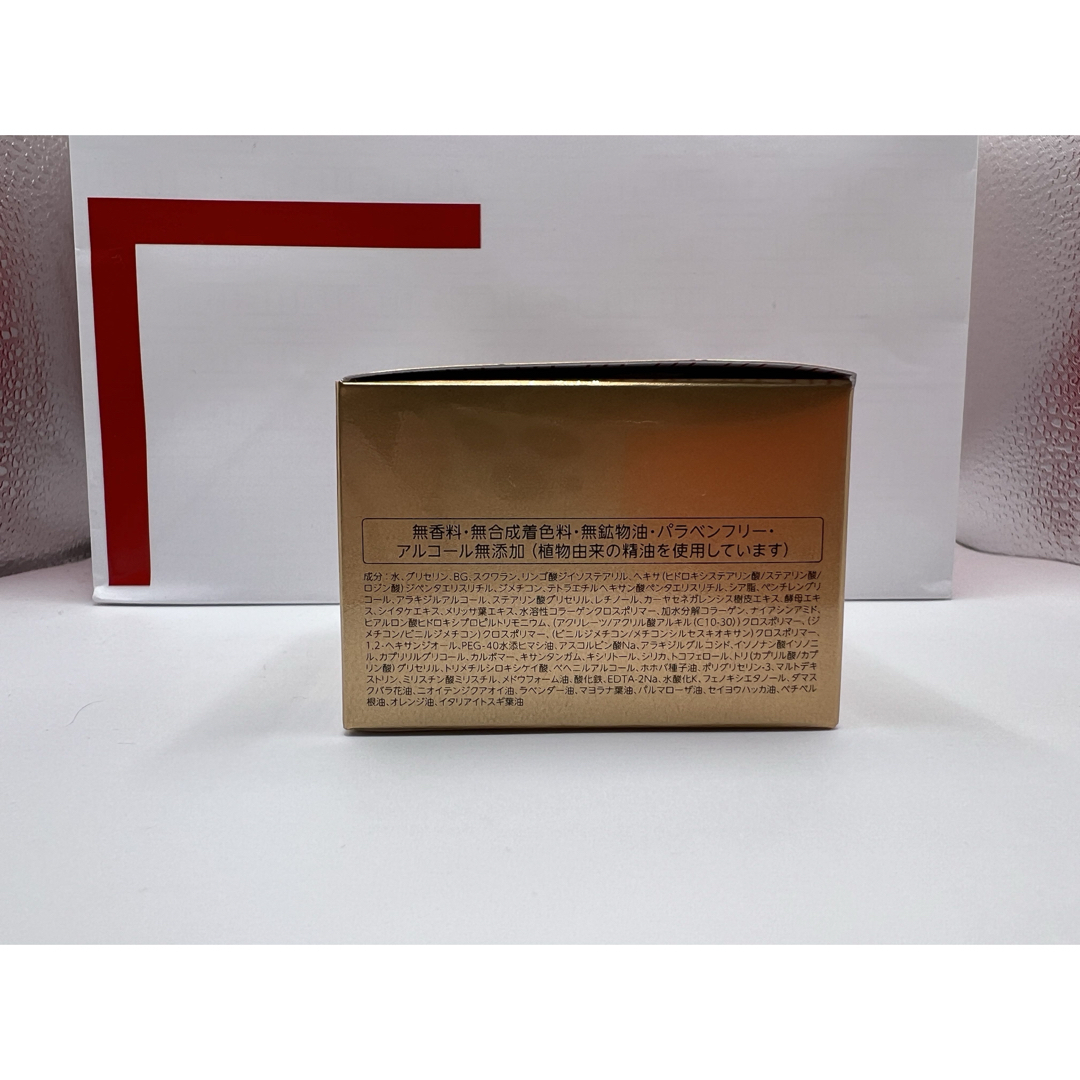 無香料・無合成着色料・無鉱物油・パラベンフリー・
アルコール無添加（植物由来の精油を使用しています）
成分：水、グリセリン、BG、スクワラン、リンゴ酸ジイソステアリル、ヘキサ（ヒドロキシステアリン酸/ステアリン酸/
ロジン酸）ジペンタエリスリチル、ジメチコン、テトラエチルヘキサン酸ペンタエリスリチル、シア脂、ペンチレングリ
コール、アラキジルアルコール、ステアリン酸グリセリル、レチノール、カーヤセネガレンシス樹皮エキス、酵母エキ
ス、シイタケエキス、メリッサ葉エキス、水溶性コラーゲンクロスポリマー、加水分解コラーゲン、ナイアシンアミド、
ヒアルロン酸ヒドロキシプロピルトリモニウム、（アクリレーツ/アクリル酸アルキル（C10-30））クロスポリマー、（ジ
メチコン/ビニルジメチコン）クロスポリマー、（ビニルジメチコン/メチコンシルセスキオキサン）クロスポリマー、
1,2-ヘキサンジオール、PEG-40水添ヒマシ油、アスコルビン酸Na、アラキジルグルコシド、イソノナン酸イソノニ
ル、カプリリルグリコール、カルボマー、キサンタンガム、キシリトール、シリカ、トコフェロール、トリ（カプリル酸/カプ
リン酸）グリセリル、トリメチルシロキシケイ酸、ベヘニルアルコール、ホホバ種子油、ポリグリセリン-3、マルトデキ
ストリン、ミリスチン酸ミリスチル、メドウフォーム油、酸化鉄、EDTA-2Na、水酸化K、フェノキシエタノール、ダマス
クバラ花油、ニオイテンジクアオイ油、ラベンダー油、マヨラナ葉油、パルマローザ油、セイヨウハッカ油、ベチベル
根油、オレンジ油、イタリアイトスギ葉油